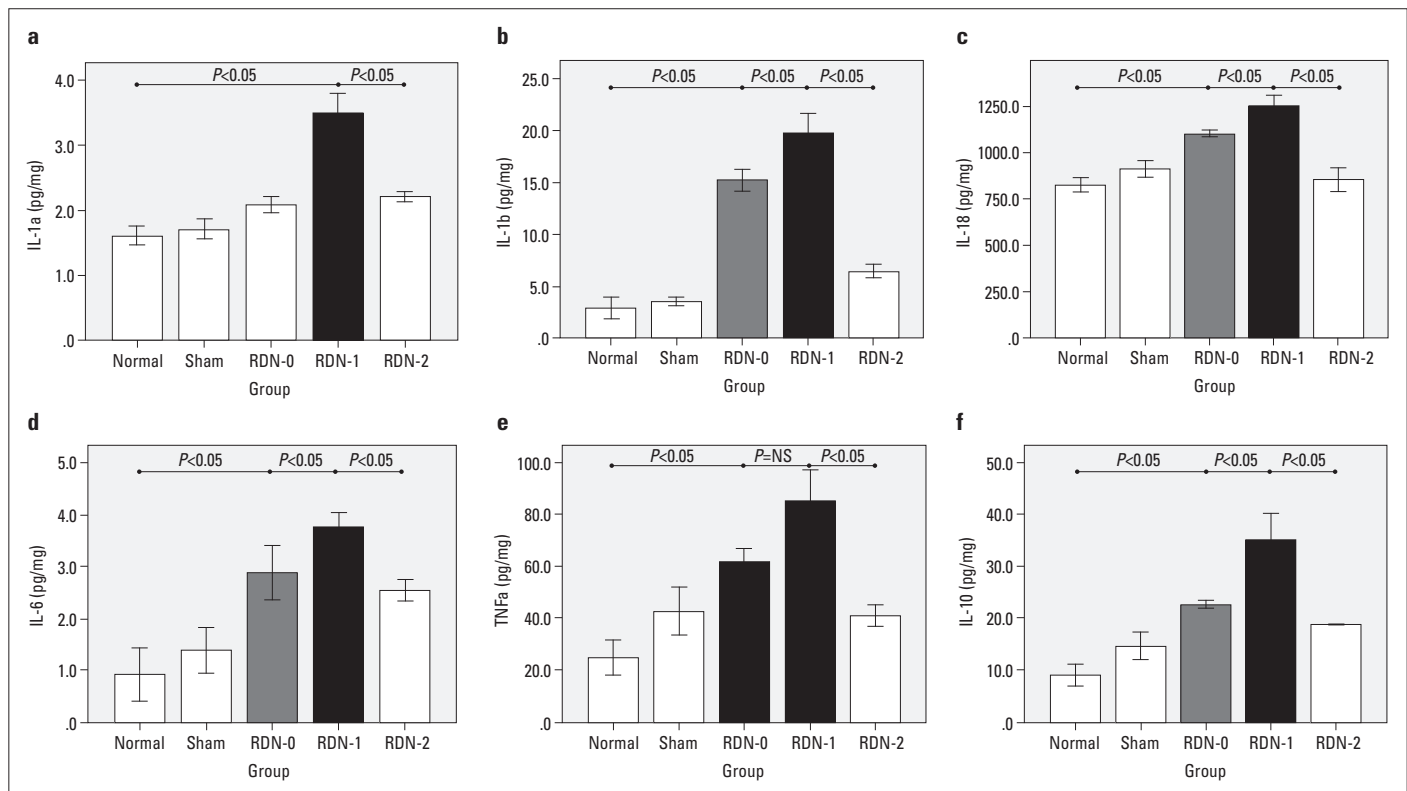 a
P<0.05 P<0.05
4.0
3.0
2.0
1.0
.0
IL-1a (pg/mg)
Normal Sham RDN-0 RDN-1 RDN-2
Group
b
P<0.05 P<0.05 P<0.05
25.0
20.0
15.0
10.0
5.0
.0
IL-1b (pg/mg)
Normal Sham RDN-0 RDN-1 RDN-2
Group
c
P<0.05 P<0.05 P<0.05
1250.0
1000.0
750.0
500.0
250.0
.0
IL-18 (pg/mg)
Normal Sham RDN-0 RDN-1 RDN-2
Group
d
P<0.05 P<0.05 P<0.05
5.0
4.0
3.0
2.0
1.0
.0
IL-6 (pg/mg)
Normal Sham RDN-0 RDN-1 RDN-2
Group
e
P<0.05 P=NS P<0.05
100.0
80.0
60.0
40.0
20.0
.0
TNFa (pg/mg)
Normal Sham RDN-0 RDN-1 RDN-2
Group
f
P<0.05 P<0.05 P<0.05
50.0
40.0
30.0
20.0
10.0
.0
IL-10 (pg/mg)
Normal Sham RDN-0 RDN-1 RDN-2
Group